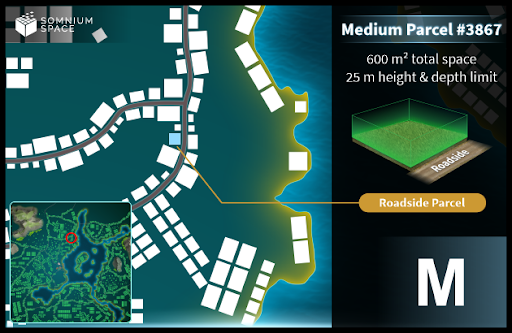 SOMNIUM
SPACE
Medium Parcel #3867
600 m² total space
25 m height & depth limit
Roadside
Roadside Parcel
M